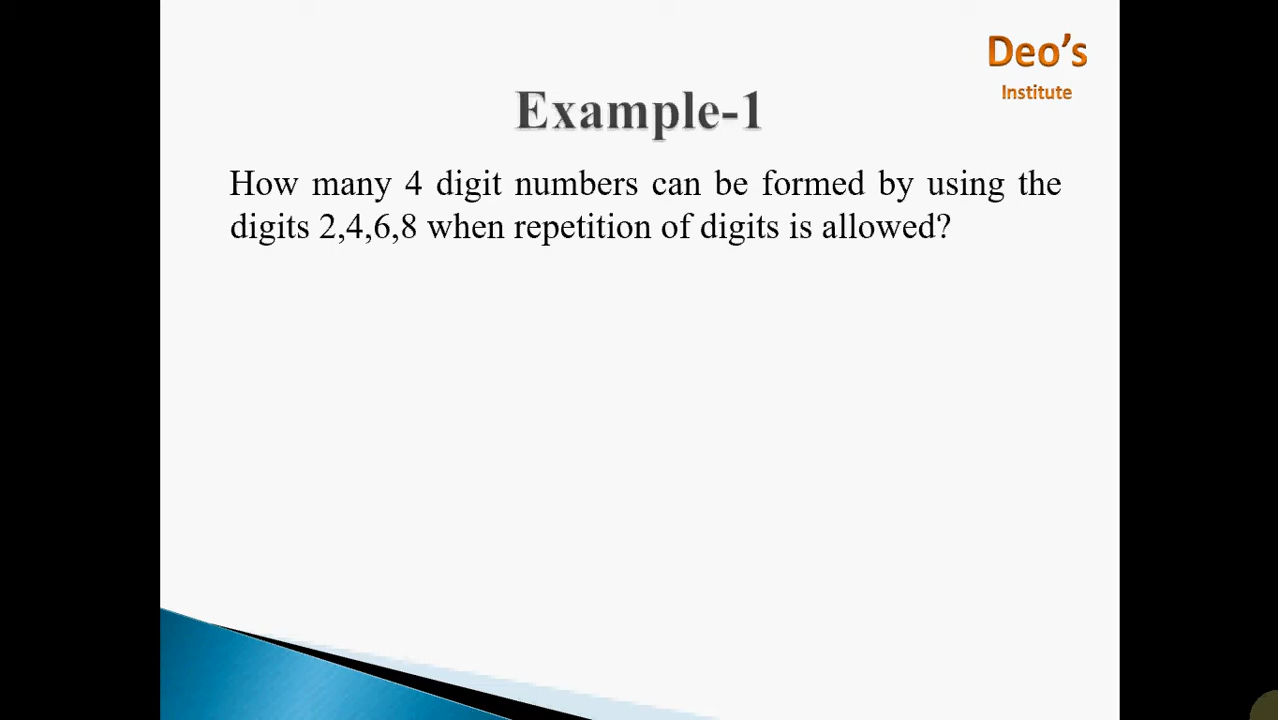 Deo's
Institute
Example-1
How many 4 digit numbers can be formed by using the
digits 2,4,6,8 when repetition of digits is allowed?